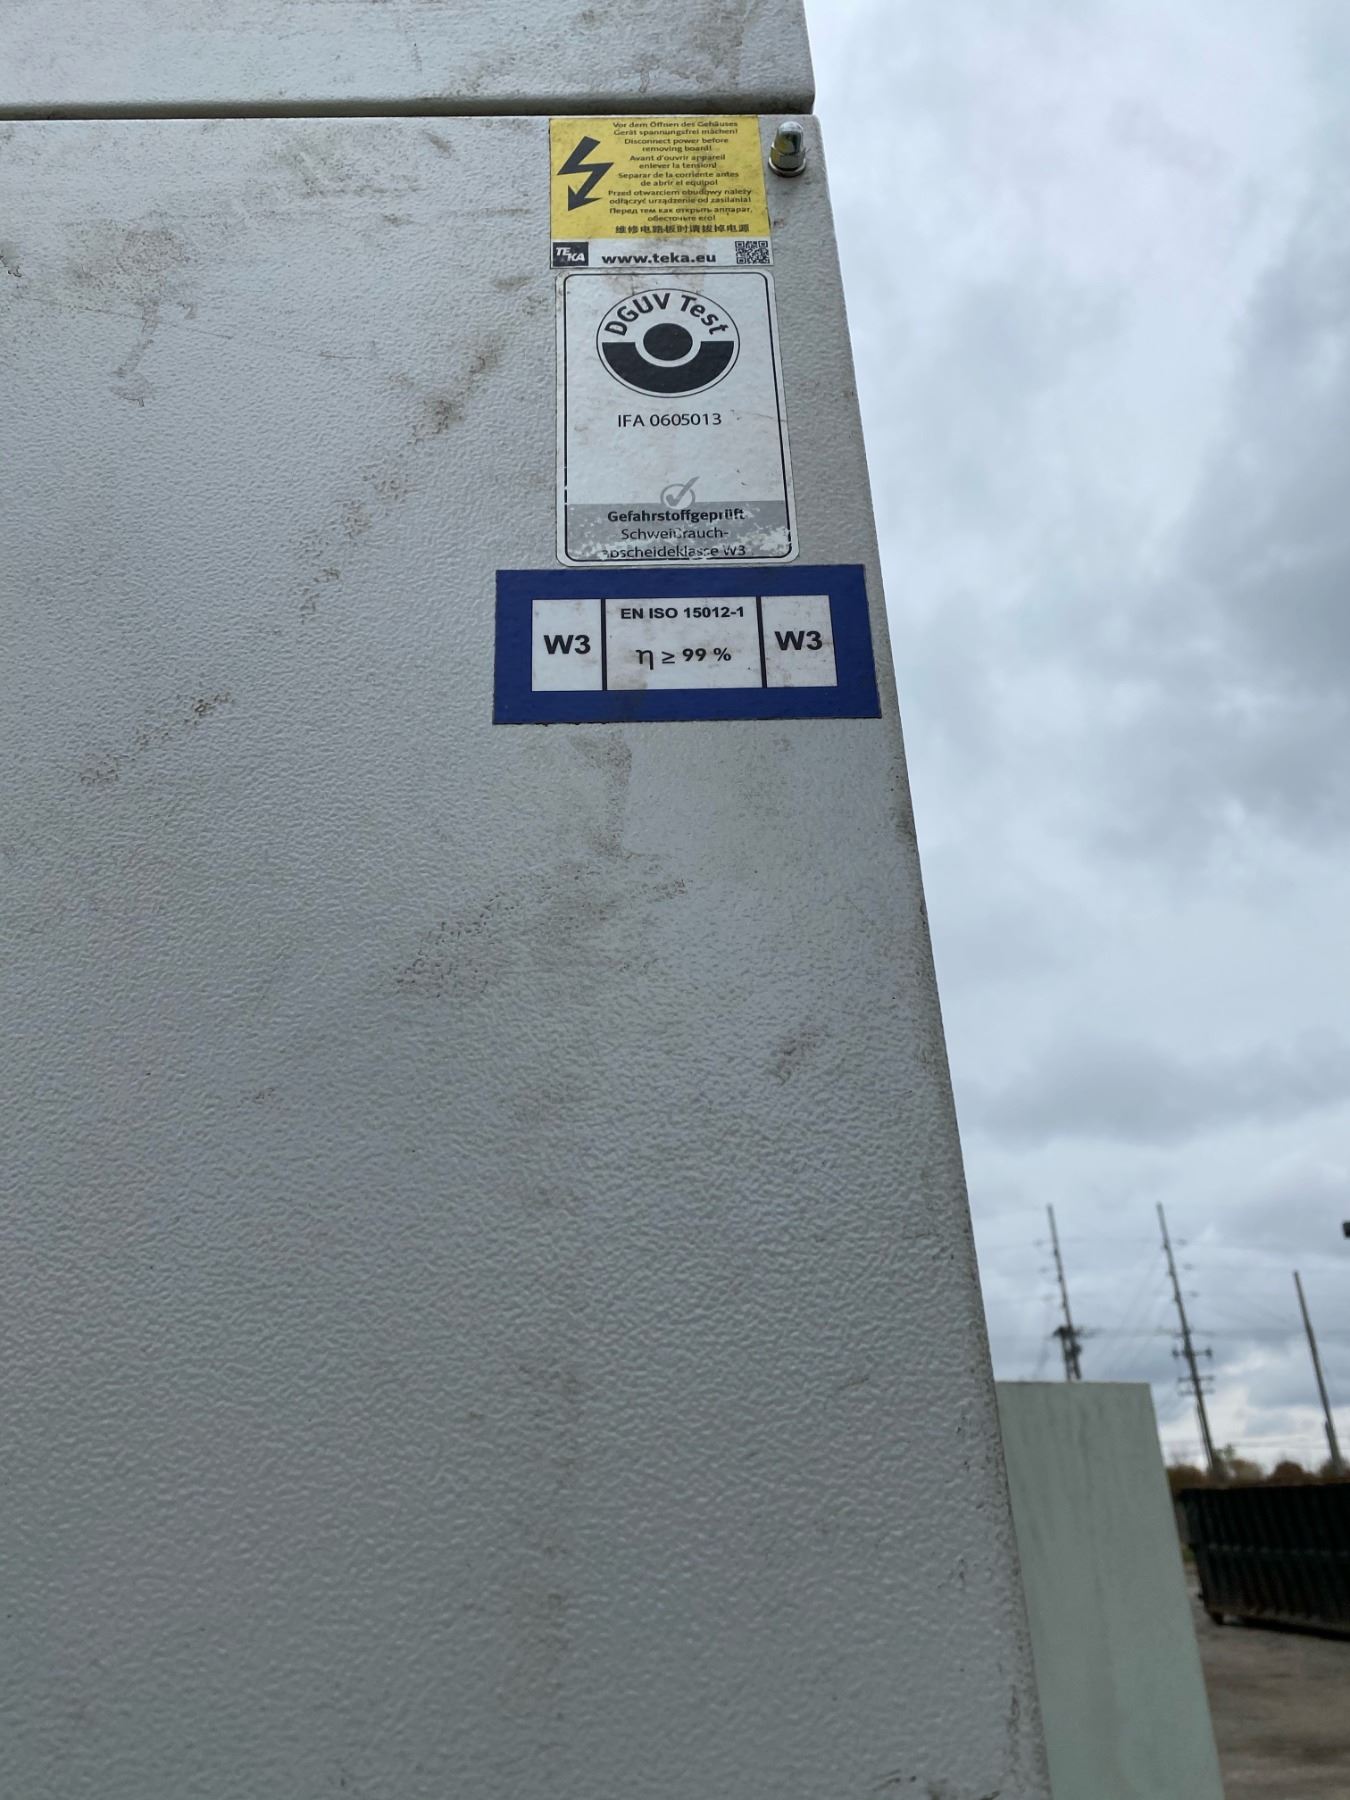 Vor dem Öffnen des Gehäuses
Gerät spannungsfrei machen!
Disconnect power before
removing board!
Avant d'ouvrir appareil
enlever la tension!
Separar de la corriente antes
de abrir el equipo!
Przed otwarciem obudowy należy
odłączyć urządzenie od zasilania!
Перед тем как открыть аппарат,
обесточьте его!
维修电路板时请拔掉电源
TEKA
www.teka.eu
DGUV Test
IFA 0605013
Gefahrstoffgeprüft
Schweißrauch-
abscheideklasse W3
EN ISO 15012-1
W3
η ≥ 99 %
W3